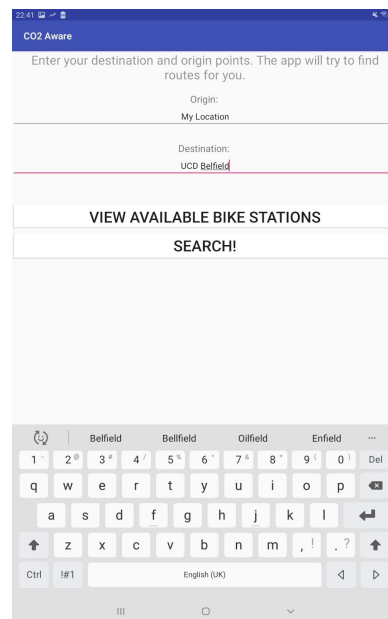 22:41
CO2 Aware
Enter your destination and origin points. The app will try to find
routes for you.
Origin:
My Location
Destination:
UCD Belfield
VIEW AVAILABLE BIKE STATIONS
SEARCH!
Belfield Bellfield Oilfield Enfield ...
1 - 2 @ 3 # 4 / 5 % 6 ^ 7 & 8 * 9 ( 0 ) Del
q w e r t y u i o p
a s d f g h j k l
z x c v b n m , ! . ?
Ctrl !#1 English (UK)